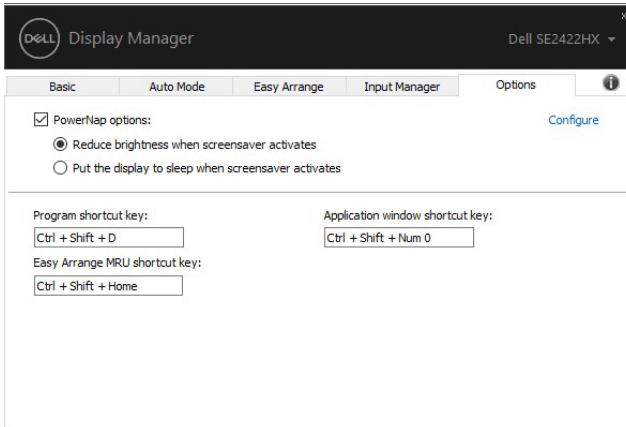 DELL Display Manager
Dell SE2422HX
Basic
Auto Mode
Easy Arrange
Input Manager
Options
PowerNap options:
Configure
Reduce brightness when screensaver activates
Put the display to sleep when screensaver activates
Program shortcut key:
Application window shortcut key:
Ctrl + Shift + D
Ctrl + Shift + Num 0
Easy Arrange MRU shortcut key:
Ctrl + Shift + Home